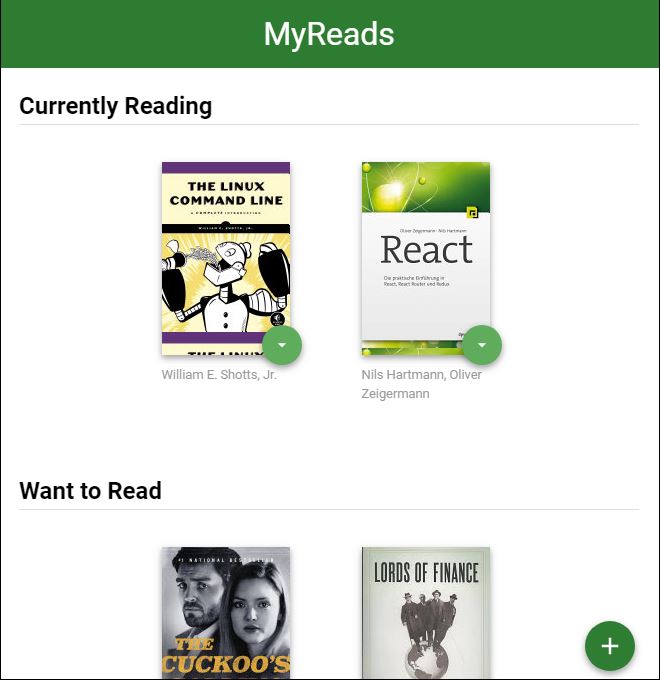 MyReads
Currently Reading
THE LINUX
COMMAND LINE
A COMPLETE INTRODUCTION
WILLIAM E. SHOTTS, JR.
THE LINUX
William E. Shotts, Jr.
Oliver Zeigermann · Nils Hartmann
React
Die praktische Einführung in
React, React Router und Redux
Nils Hartmann, Oliver
Zeigermann
Want to Read
#1 NATIONAL BESTSELLER
THE
CUCKOO'S
LORDS OF FINANCE